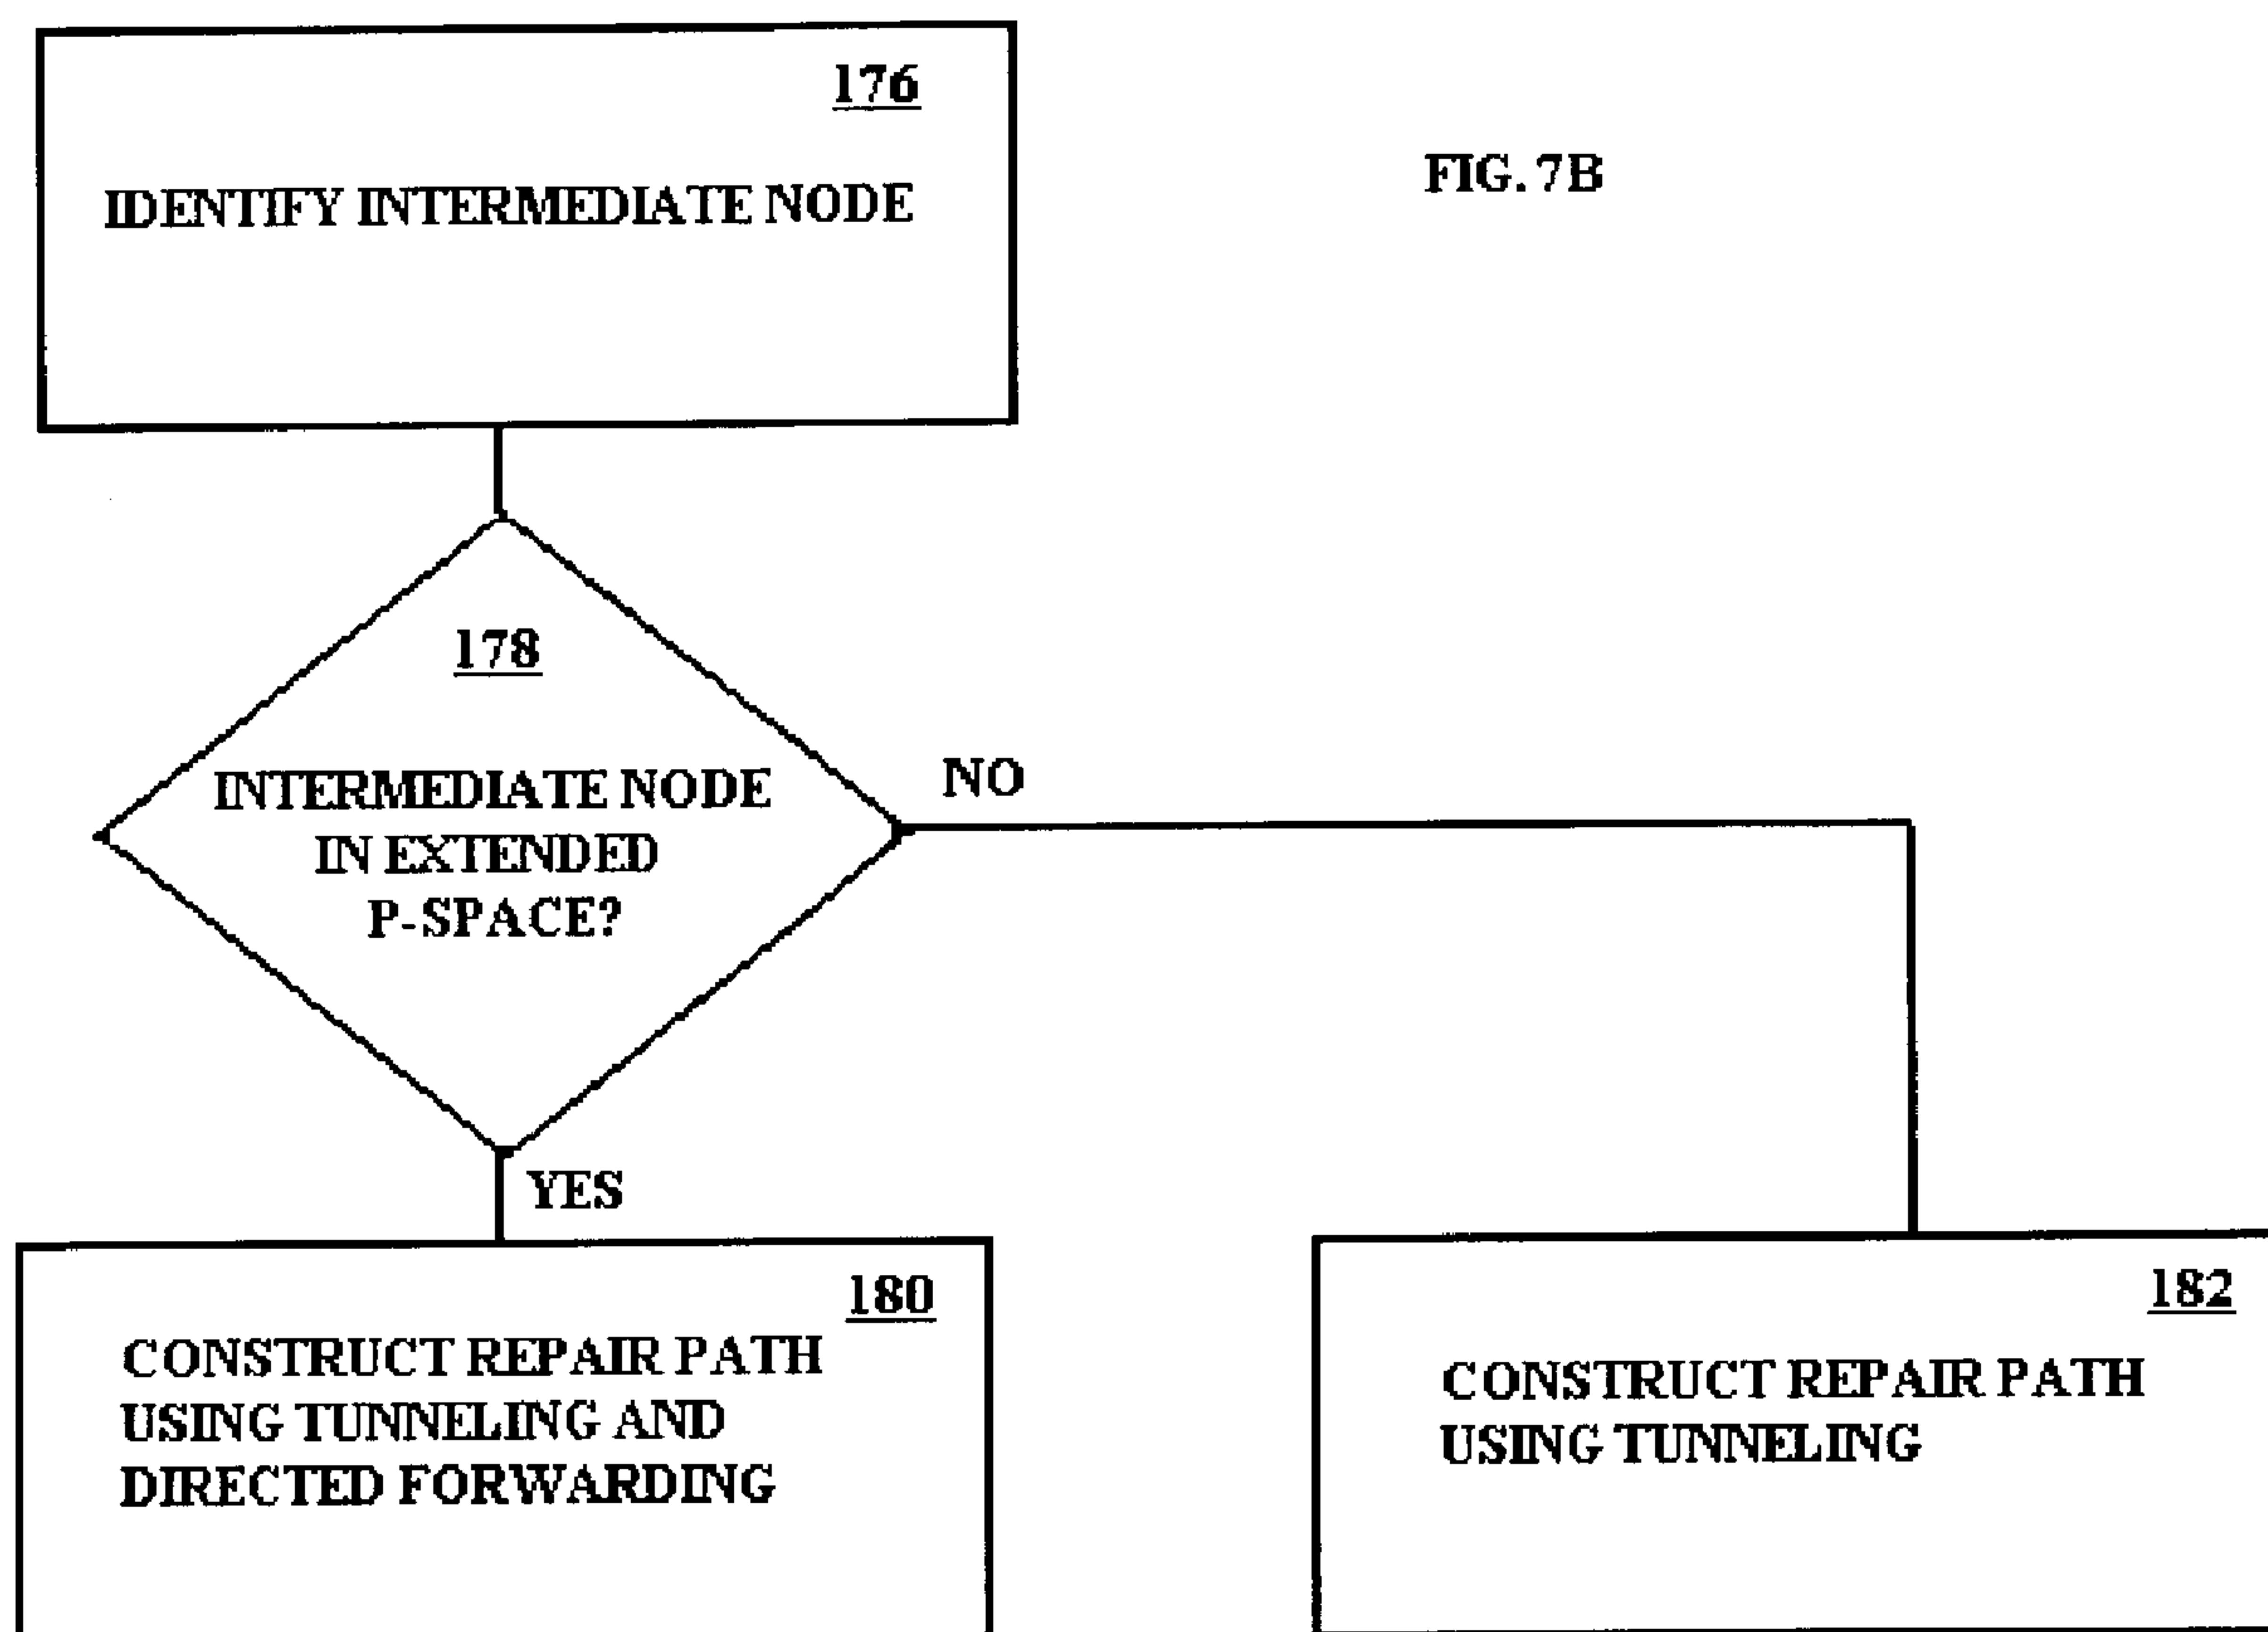 176
IDENTIFY INTERMEDIATE NODE
FIG. 7B
178
INTERMEDIATE NODE
IN EXTENDED
P-SPACE?
NO
YES
180
CONSTRUCT REPAIR PATH
USING TUNNELING AND
DIRECTED FORWARDING
182
CONSTRUCT REPAIR PATH
USING TUNNELING